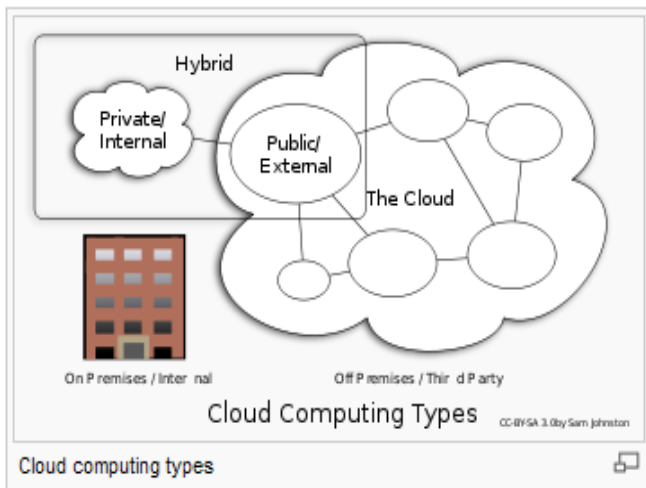 Hybrid
Private/
Internal
Public/
External
The Cloud
On Premises / Internal
Off Premises / Third Party
Cloud Computing Types
CC-BY-SA 3.0 by Sam Johnston
Cloud computing types